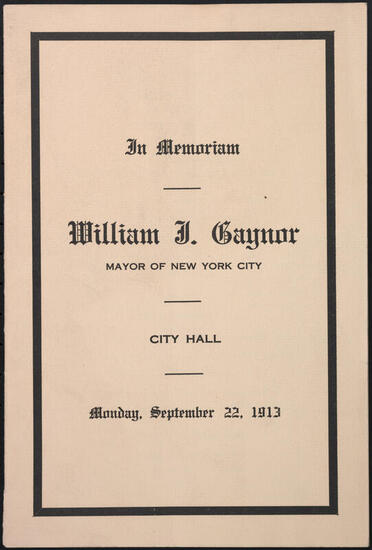 In Memoriam
William J. Gaynor
MAYOR OF NEW YORK CITY
CITY HALL
Monday, September 22, 1913